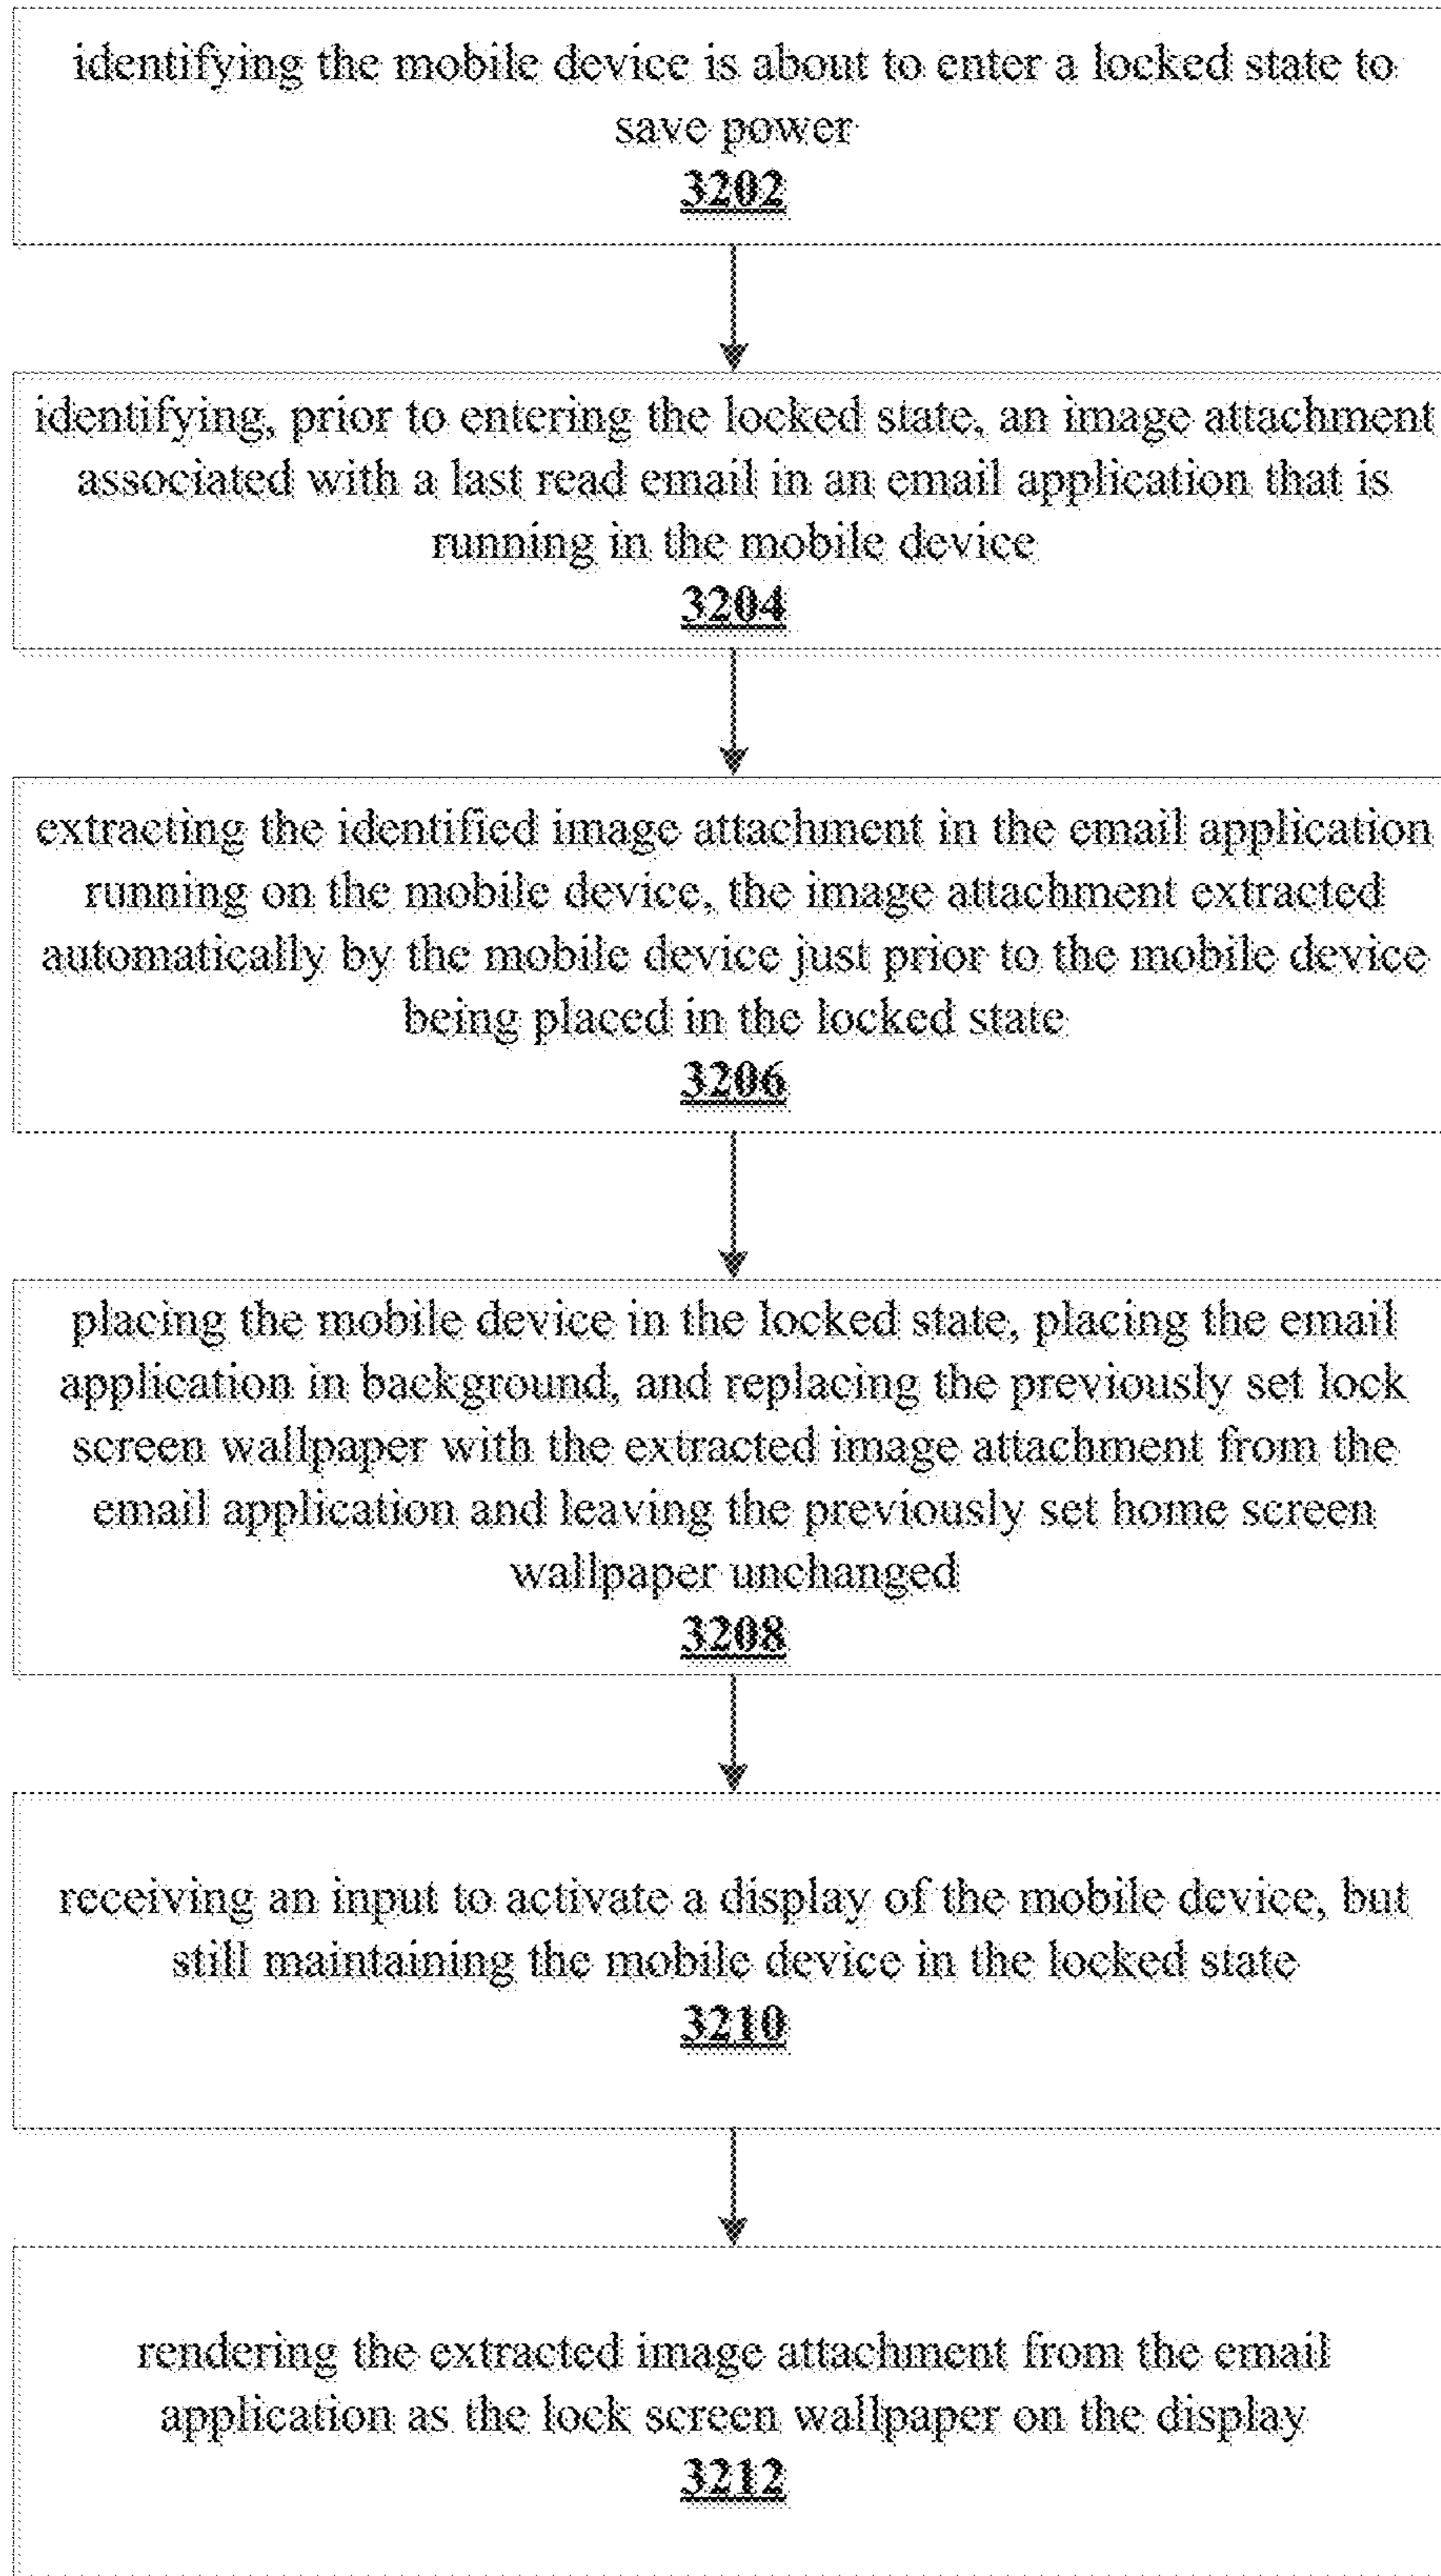 identifying the mobile device is about to enter a locked state to
save power
3202
identifying, prior to entering the locked state, an image attachment
associated with a last read email in an email application that is
running in the mobile device
3204
extracting the identified image attachment in the email application
running on the mobile device, the image attachment extracted
automatically by the mobile device just prior to the mobile device
being placed in the locked state
3206
placing the mobile device in the locked state, placing the email
application in background, and replacing the previously set lock
screen wallpaper with the extracted image attachment from the
email application and leaving the previously set home screen
wallpaper unchanged
3208
receiving an input to activate a display of the mobile device, but
still maintaining the mobile device in the locked state
3210
rendering the extracted image attachment from the email
application as the lock screen wallpaper on the display
3212